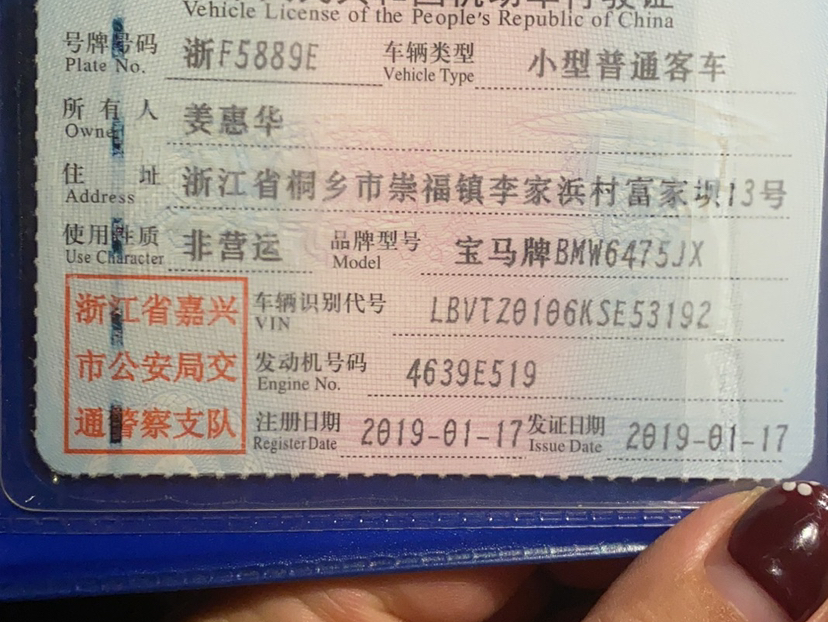 Vehicle License of the People's Republic of China
号牌号码 浙F5889E 车辆类型 小型普通客车
Plate No. Vehicle Type
所有人 姜惠华
Owner
住址 浙江省桐乡市崇福镇李家浜村富家坝13号
Address
使用性质 非营运 品牌型号 宝马牌BMW6475JX
Use Character Model
浙江省嘉兴
市公安局交
通警察支队
车辆识别代号 LBVTZ0106KSE53192
VIN
发动机号码 4639E519
Engine No.
注册日期 2019-01-17 发证日期 2019-01-17
Register Date Issue Date